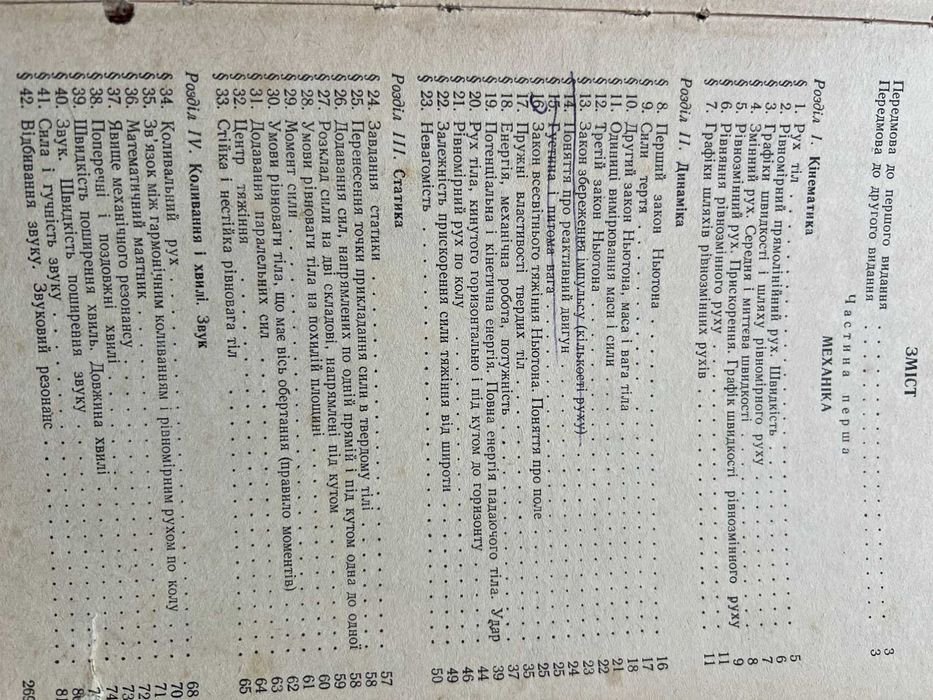 ЗМІСТ
Передмова до першого видання . . . . . . . . . . 3
Передмова до другого видання . . . . . . . . . . 3
Частина перша
МЕХАНІКА
Розділ I. Кінематика
§ 1. Рух тіл . . . . . . . . . . 5
§ 2. Рівномірний прямолінійний рух. Швидкість . . . . . 6
§ 3. Графіки швидкості і шляху рівномірного руху . . . . . 7
§ 4. Змінний рух. Середня і миттєва швидкості . . . . . 8
§ 5. Рівнозмінний рух. Прискорення. Графік швидкості рівнозмінного руху 9
§ 6. Рівняння рівнозмінного руху . . . . . 11
§ 7. Графіки шляхів рівнозмінних рухів . . . . . 11
Розділ II. Динаміка
§ 8. Перший закон Ньютона . . . . . 16
§ 9. Сили тертя . . . . . 17
§ 10. Другий закон Ньютона, маса і вага тіла . . . . . 18
§ 11. Одиниці вимірювання маси і сили . . . . . 21
§ 12. Третій закон Ньютона . . . . . 22
§ 13. Закон збереження імпульсу (кількості руху) . . . . . 23
§ 14. Поняття про реактивний двигун . . . . . 24
§ 15. Густина і питома вага . . . . . 25
§ 16. Закон всесвітнього тяжіння Ньютона. Поняття про поле . . . . . 25
§ 17. Пружні властивості твердих тіл . . . . . 35
§ 18. Енергія, механічна робота, потужність . . . . . 37
§ 19. Потенціальна і кінетична енергія. Повна енергія падаючого тіла. Удар 39
§ 20. Рух тіла, кинутого горизонтально і під кутом до горизонту . . . . . 44
§ 21. Рівномірний рух по колу . . . . . 46
§ 22. Залежність прискорення сили тяжіння від широти . . . . . 49
§ 23. Невагомість . . . . . 50
Розділ III. Статика
§ 24. Завдання статики . . . . . 57
§ 25. Перенесення точки прикладання сили в твердому тілі . . . . . 58
§ 26. Додавання сил, напрямлених по одній прямій і під кутом одна до одної 58
§ 27. Розклад сили на дві складові, напрямлені під кутом . . . . . 59
§ 28. Умови рівноваги тіла на похилій площині . . . . . 60
§ 29. Момент сили . . . . . 61
§ 30. Умови рівноваги тіла, що має вісь обертання (правило моментів) . . . . . 62
§ 31. Додавання паралельних сил . . . . . 63
§ 32. Центр тяжіння . . . . . 64
§ 33. Стійка і нестійка рівновага тіл . . . . . 65
Розділ IV. Коливання і хвилі. Звук
§ 34. Коливальний рух . . . . . 68
§ 35. Зв'язок між гармонічним коливанням і рівномірним рухом по колу . . . . . 70
§ 36. Математичний маятник . . . . . 71
§ 37. Явище механічного резонансу . . . . . 72
§ 38. Поперечні і поздовжні хвилі . . . . . 73
§ 39. Швидкість поширення хвиль. Довжина хвилі . . . . . 74
§ 40. Звук. Швидкість поширення звуку . . . . .
§ 41. Сила і гучність звуку . . . . .
§ 42. Відбивання звуку. Звуковий резонанс . . . . . 81
269